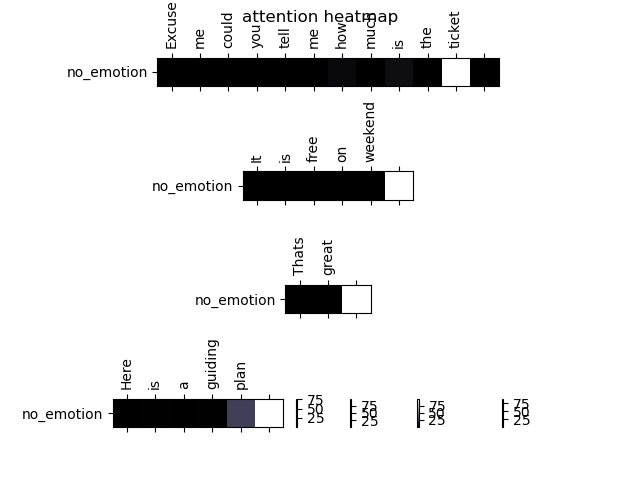 attention heatmap
Excuse me could you tell me how much is the ticket
no_emotion
It is free on weekend
no_emotion
Thats great
no_emotion
Here is a guiding plan
no_emotion
75 75 75 75
50 50 50 50
25 25 25 25